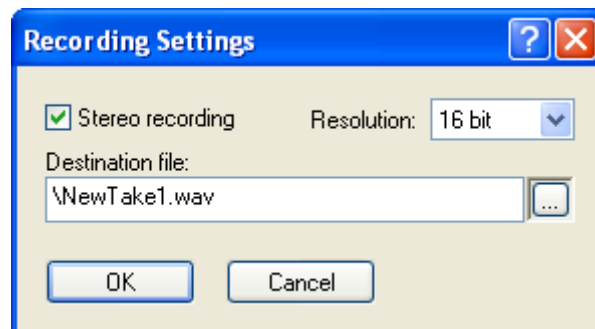 Recording Settings
?
Stereo recording Resolution: 16 bit
Destination file:
\NewTake1.wav ...
OK Cancel